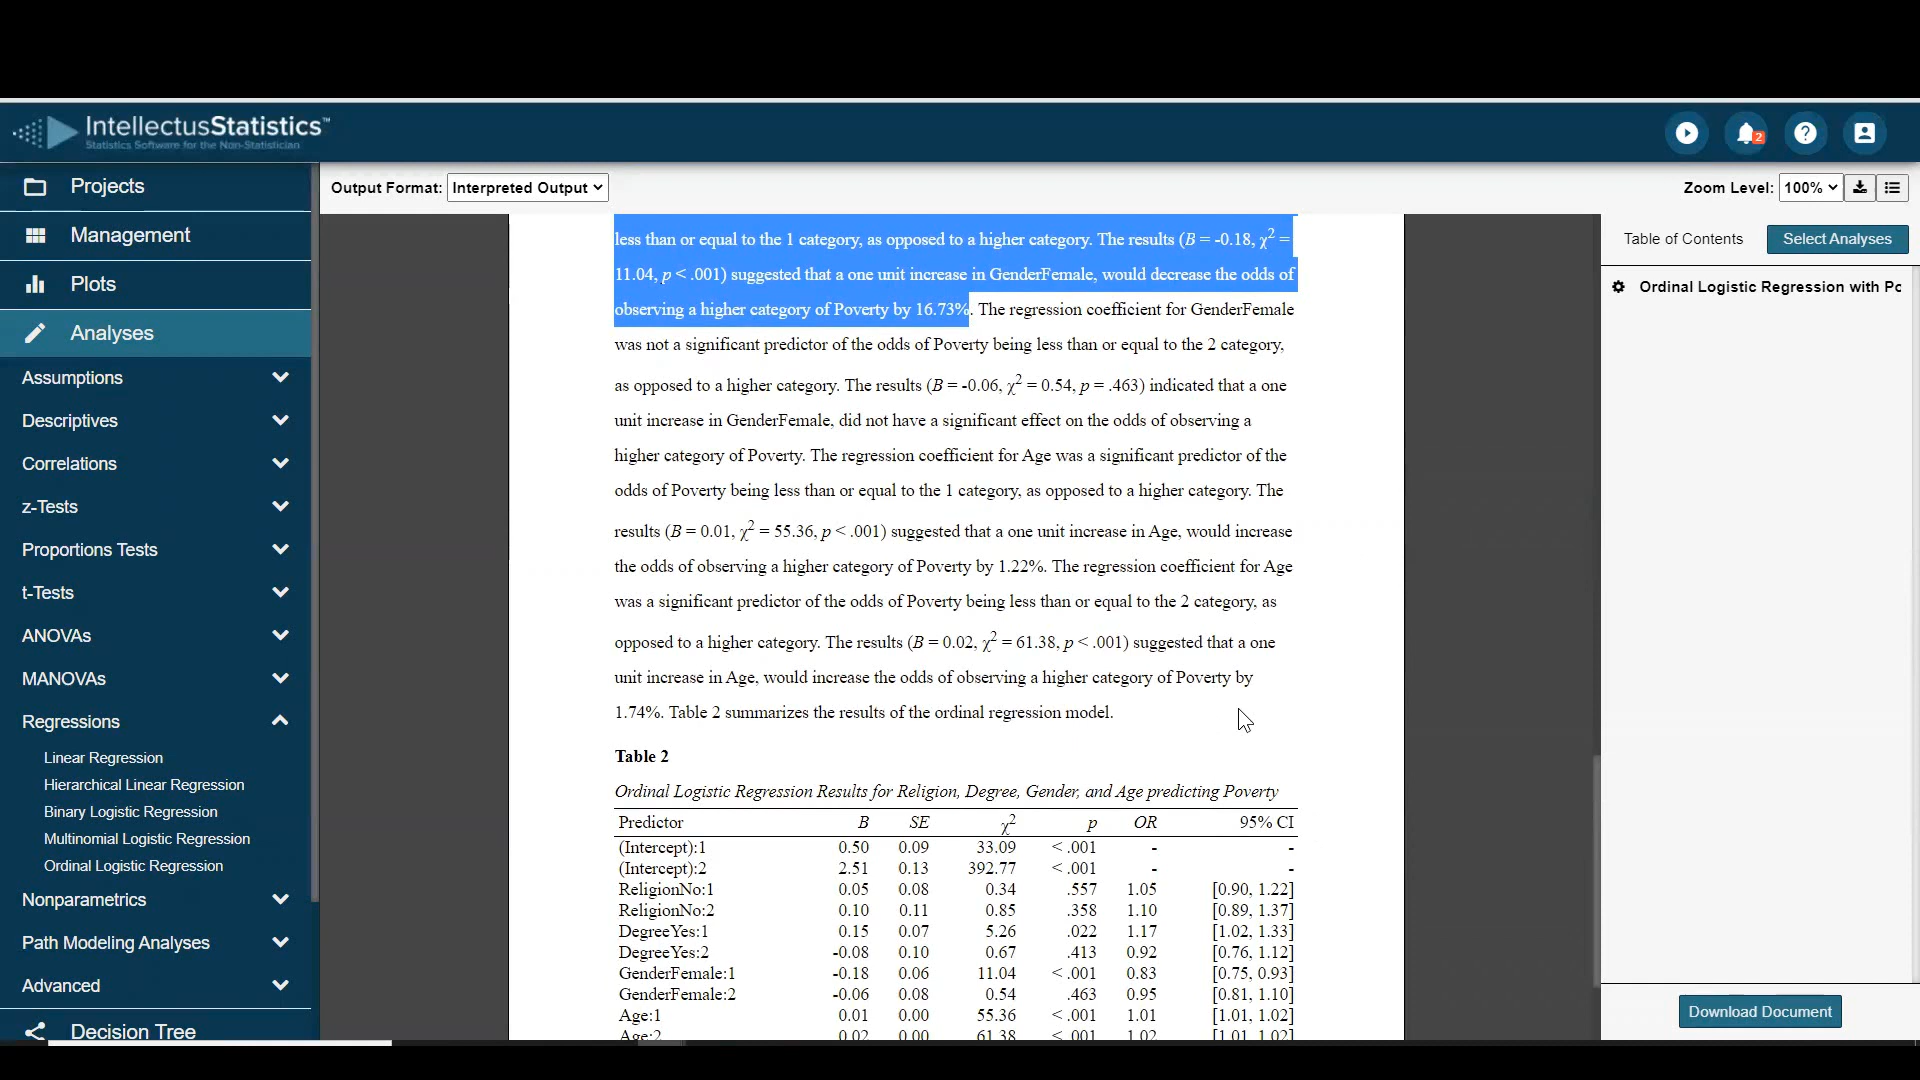 IntellectusStatistics™
Statistics Software for the Non-Statistician
2
Projects
Management
Plots
Analyses
Assumptions
Descriptives
Correlations
z-Tests
Proportions Tests
t-Tests
ANOVAs
MANOVAs
Regressions
Linear Regression
Hierarchical Linear Regression
Binary Logistic Regression
Multinomial Logistic Regression
Ordinal Logistic Regression
Nonparametrics
Path Modeling Analyses
Advanced
Decision Tree
Output Format: Interpreted Output
Zoom Level: 100%
less than or equal to the 1 category, as opposed to a higher category. The results (B = -0.18, χ² =
11.04, p < .001) suggested that a one unit increase in GenderFemale, would decrease the odds of
observing a higher category of Poverty by 16.73%. The regression coefficient for GenderFemale
was not a significant predictor of the odds of Poverty being less than or equal to the 2 category,
as opposed to a higher category. The results (B = -0.06, χ² = 0.54, p = .463) indicated that a one
unit increase in GenderFemale, did not have a significant effect on the odds of observing a
higher category of Poverty. The regression coefficient for Age was a significant predictor of the
odds of Poverty being less than or equal to the 1 category, as opposed to a higher category. The
results (B = 0.01, χ² = 55.36, p < .001) suggested that a one unit increase in Age, would increase
the odds of observing a higher category of Poverty by 1.22%. The regression coefficient for Age
was a significant predictor of the odds of Poverty being less than or equal to the 2 category, as
opposed to a higher category. The results (B = 0.02, χ² = 61.38, p < .001) suggested that a one
unit increase in Age, would increase the odds of observing a higher category of Poverty by
1.74%. Table 2 summarizes the results of the ordinal regression model.
Table 2
Ordinal Logistic Regression Results for Religion, Degree, Gender, and Age predicting Poverty
Predictor B SE χ² p OR 95% CI
(Intercept):1 0.50 0.09 33.09 < .001 - -
(Intercept):2 2.51 0.13 392.77 < .001 - -
ReligionNo:1 0.05 0.08 0.34 .557 1.05 [0.90, 1.22]
ReligionNo:2 0.10 0.11 0.85 .358 1.10 [0.89, 1.37]
DegreeYes:1 0.15 0.07 5.26 .022 1.17 [1.02, 1.33]
DegreeYes:2 -0.08 0.10 0.67 .413 0.92 [0.76, 1.12]
GenderFemale:1 -0.18 0.06 11.04 < .001 0.83 [0.75, 0.93]
GenderFemale:2 -0.06 0.08 0.54 .463 0.95 [0.81, 1.10]
Age:1 0.01 0.00 55.36 < .001 1.01 [1.01, 1.02]
Age:2 0.02 0.00 61.38 < .001 1.02 [1.01, 1.02]
Table of Contents
Select Analyses
Ordinal Logistic Regression with Po
Download Document